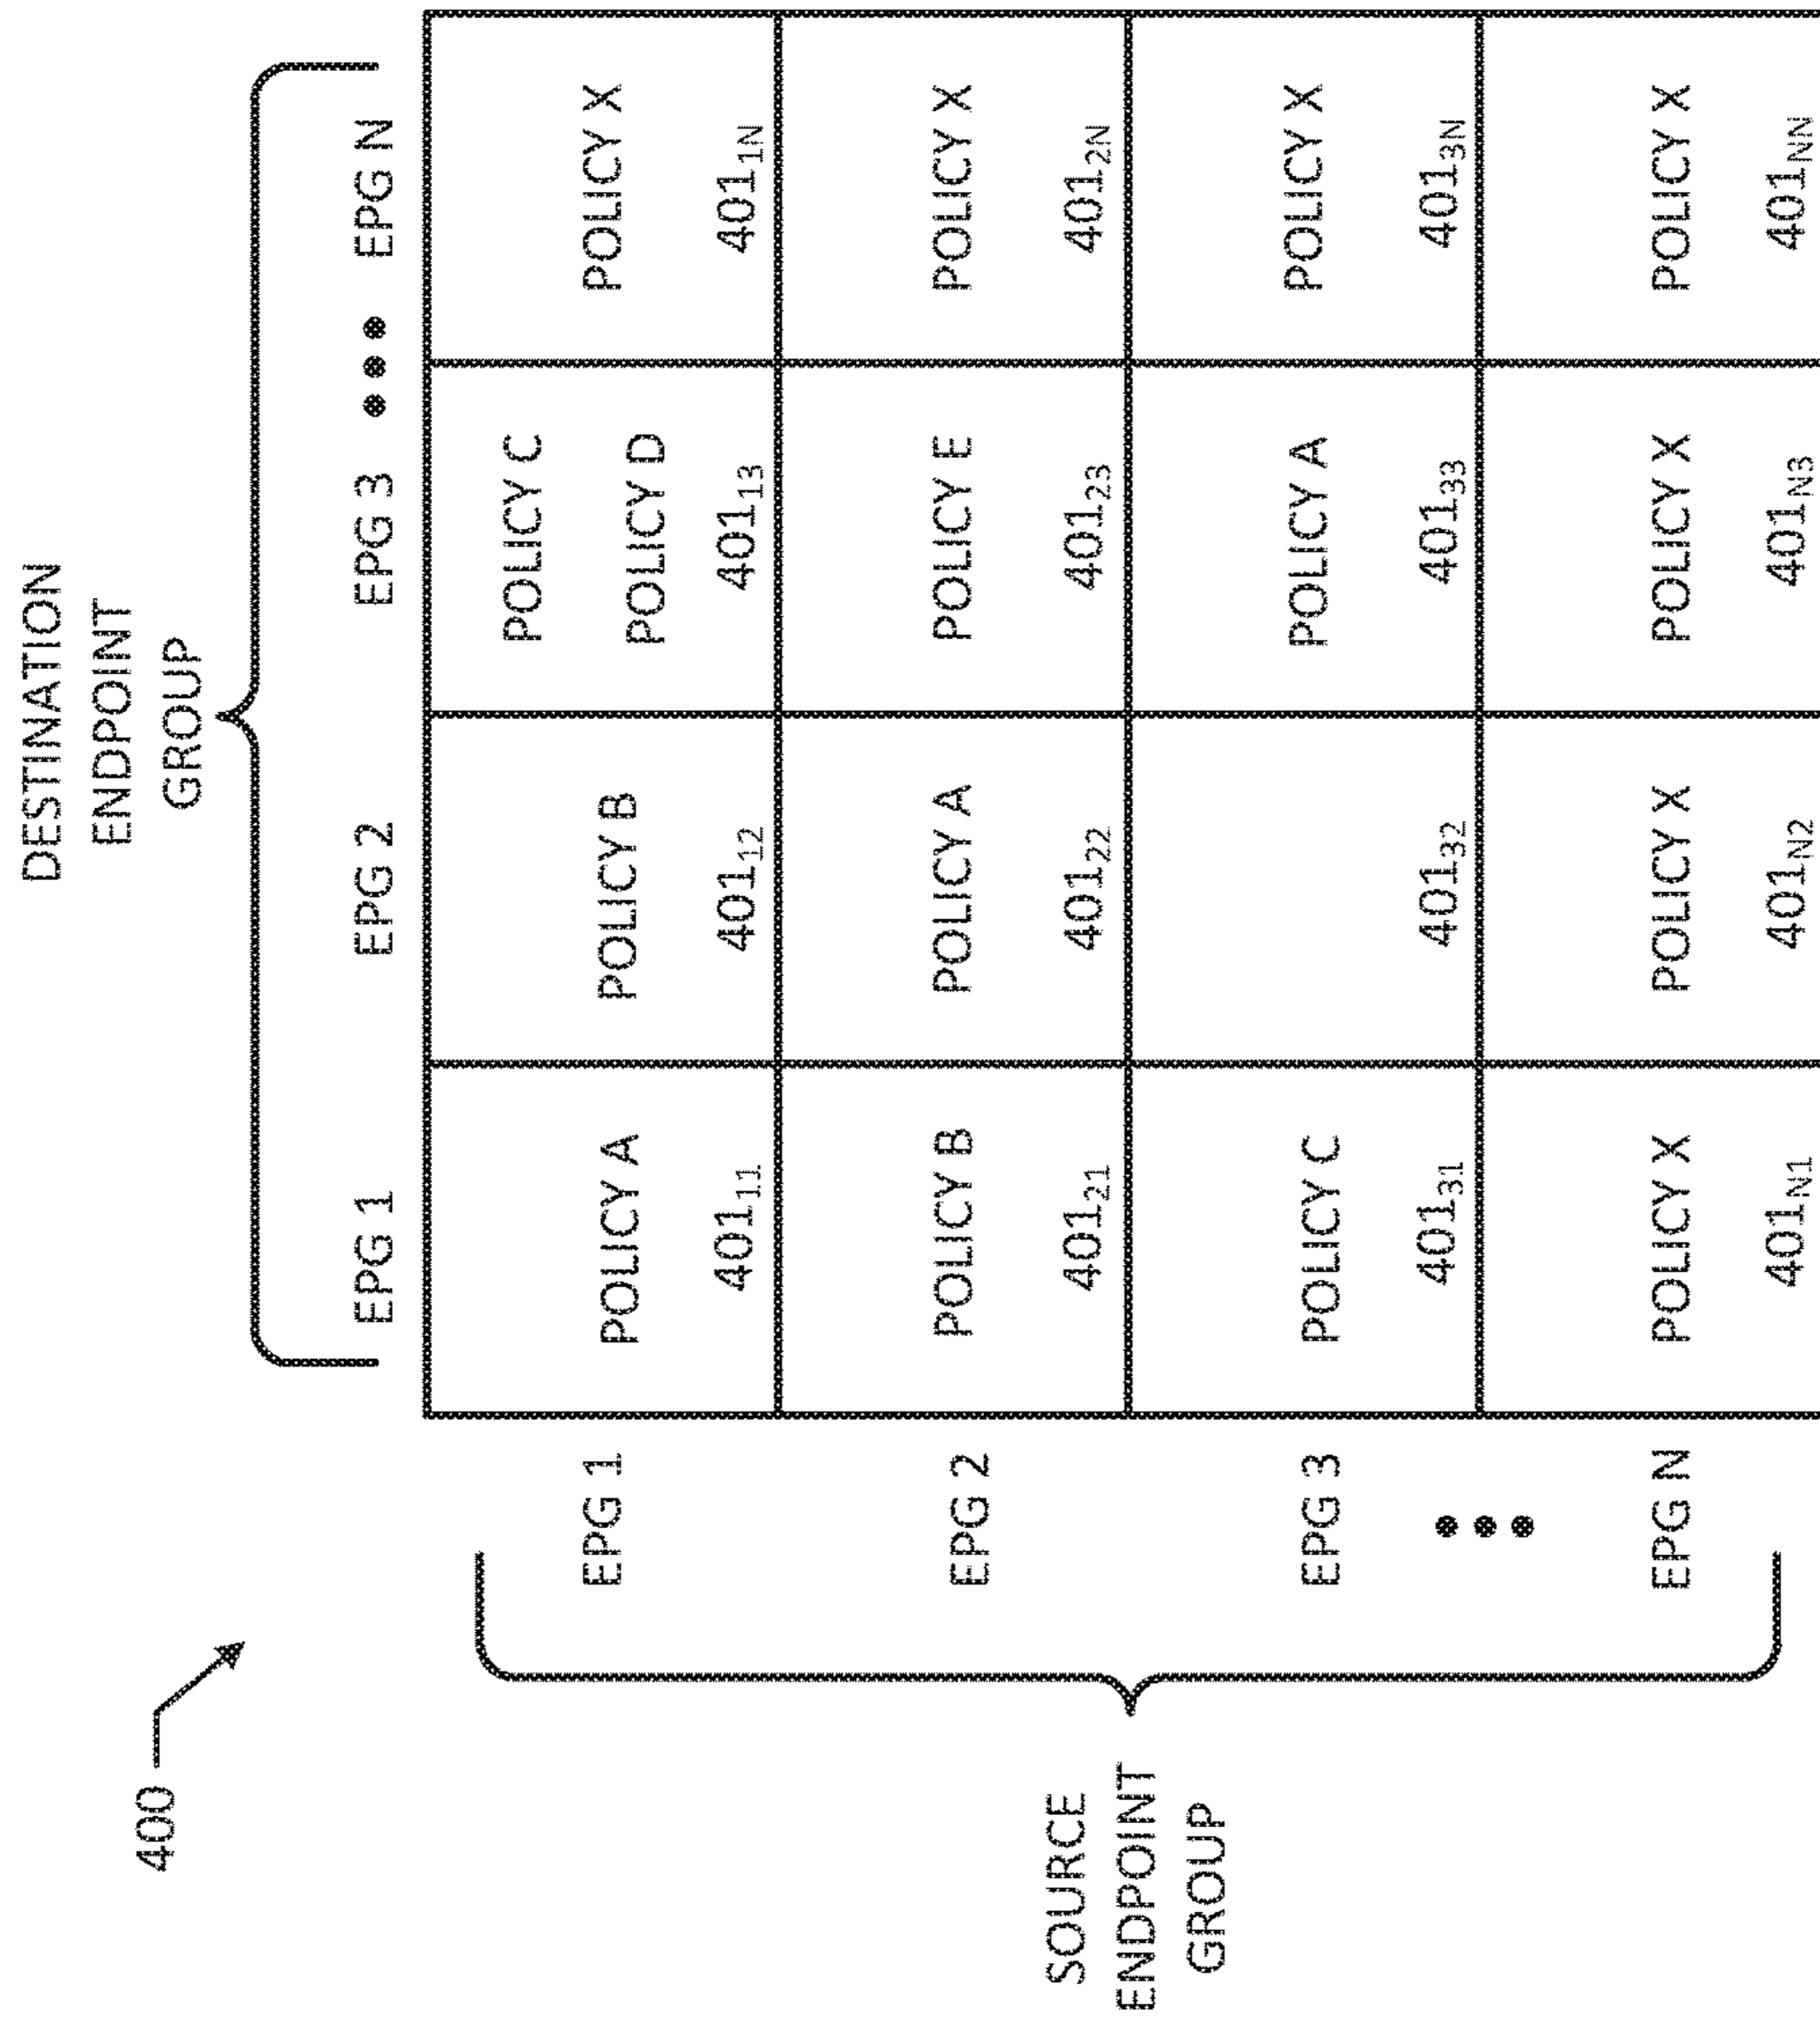 400
DESTINATION
ENDPOINT
GROUP
EPG 1 EPG 2 EPG 3 ●●● EPG N
SOURCE
ENDPOINT
GROUP
EPG 1
POLICY A
401₁₁
POLICY B
401₁₂
POLICY C
POLICY D
401₁₃
POLICY X
401₁N
EPG 2
POLICY B
401₂₁
POLICY A
401₂₂
POLICY E
401₂₃
POLICY X
401₂N
EPG 3
POLICY C
401₃₁
401₃₂
POLICY A
401₃₃
POLICY X
401₃N
●●●
EPG N
POLICY X
401N₁
POLICY X
401N₂
POLICY X
401N₃
POLICY X
401NN